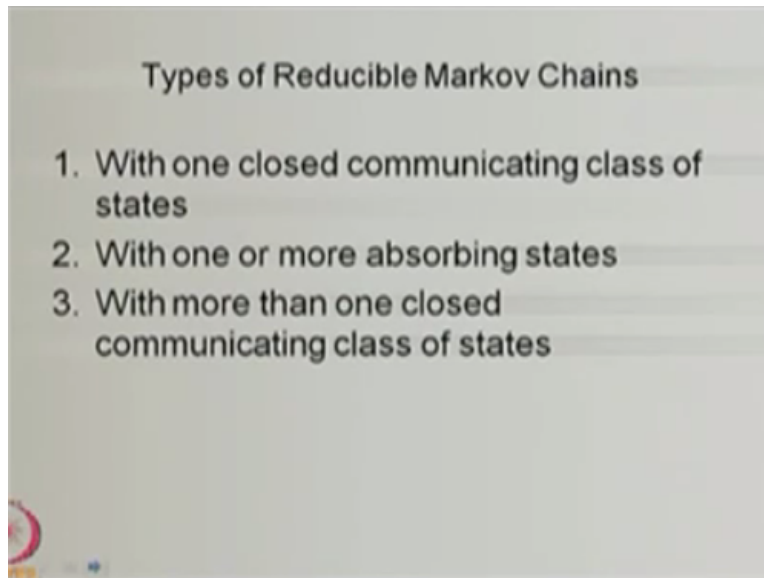 Types of Reducible Markov Chains
1. With one closed communicating class of
states
2. With one or more absorbing states
3. With more than one closed
communicating class of states